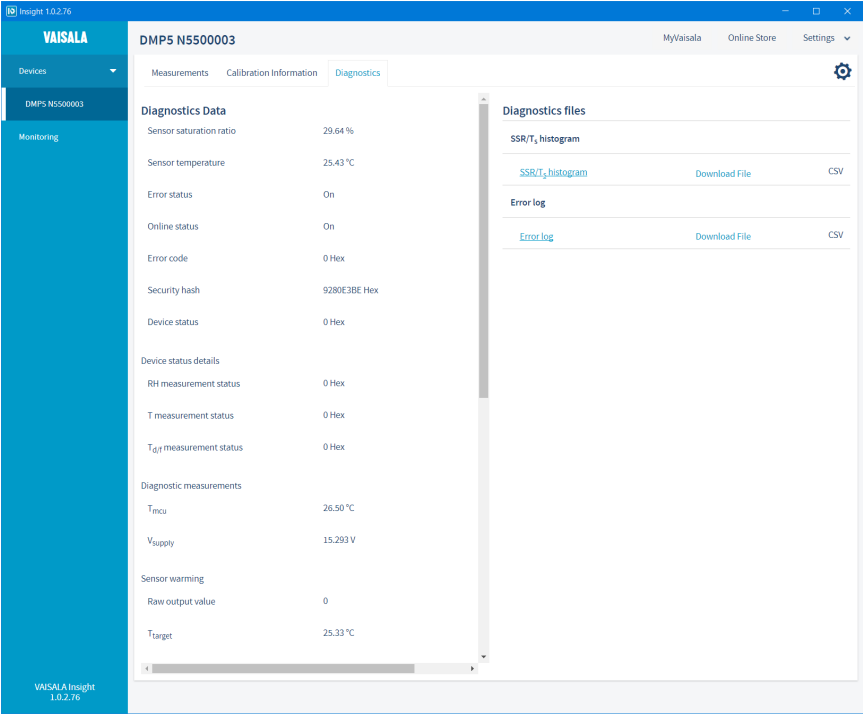 Insight 1.0.2.76
VAISALA
DMP5 N5500003
MyVaisala Online Store Settings
Devices
DMP5 N5500003
Monitoring
Measurements Calibration Information Diagnostics
Diagnostics Data
Sensor saturation ratio 29.64 %
Sensor temperature 25.43 °C
Error status On
Online status On
Error code 0 Hex
Security hash 9280E3BE Hex
Device status 0 Hex
Device status details
RH measurement status 0 Hex
T measurement status 0 Hex
Td/f measurement status 0 Hex
Diagnostic measurements
Tmcu 26.50 °C
Vsupply 15.293 V
Sensor warming
Raw output value 0
Ttarget 25.33 °C
Diagnostics files
SSR/Ts histogram
SSR/Ts histogram Download File CSV
Error log
Error log Download File CSV
VAISALA Insight
1.0.2.76